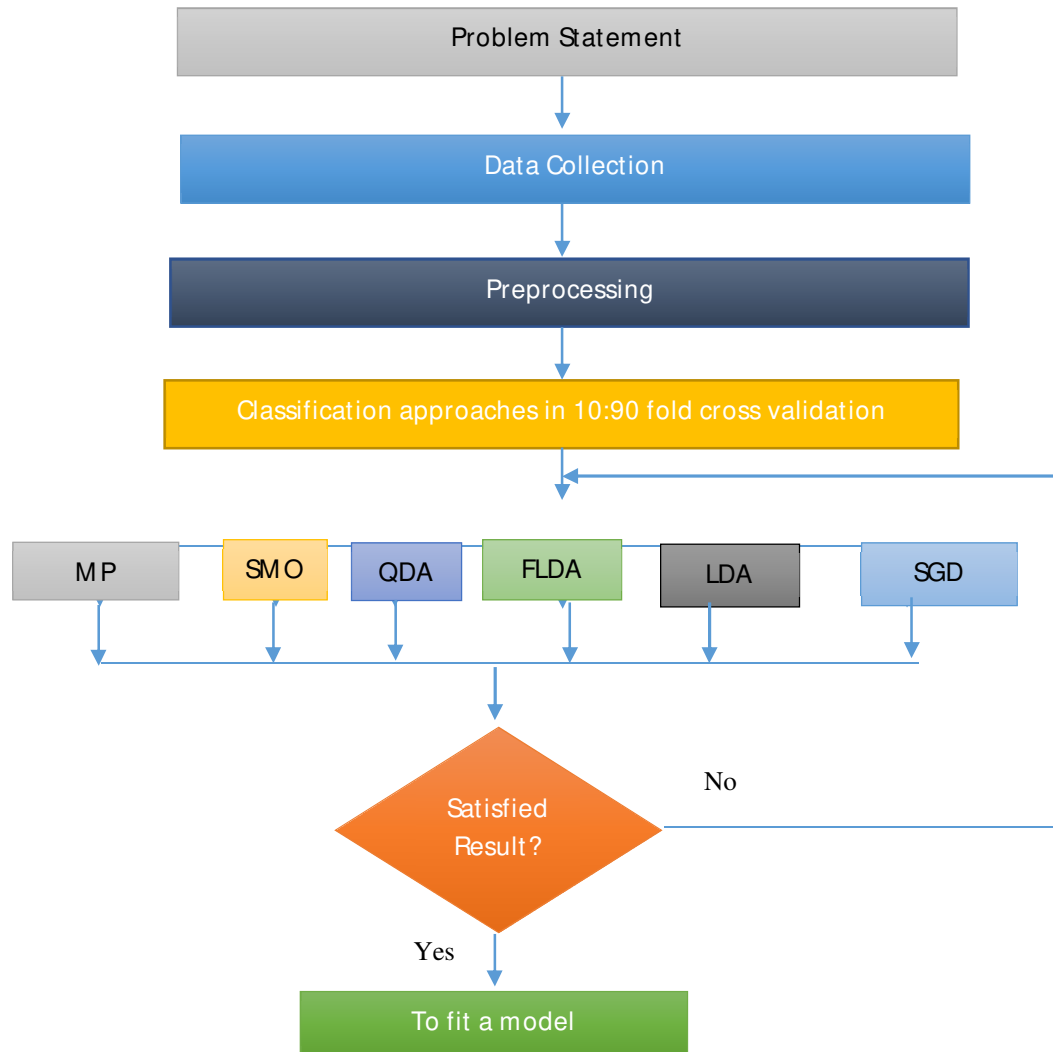 Problem Statement
Data Collection
Preprocessing
Classification approaches in 10:90 fold cross validation
MP
SMO
QDA
FLDA
LDA
SGD
No
Satisfied
Result?
Yes
To fit a model